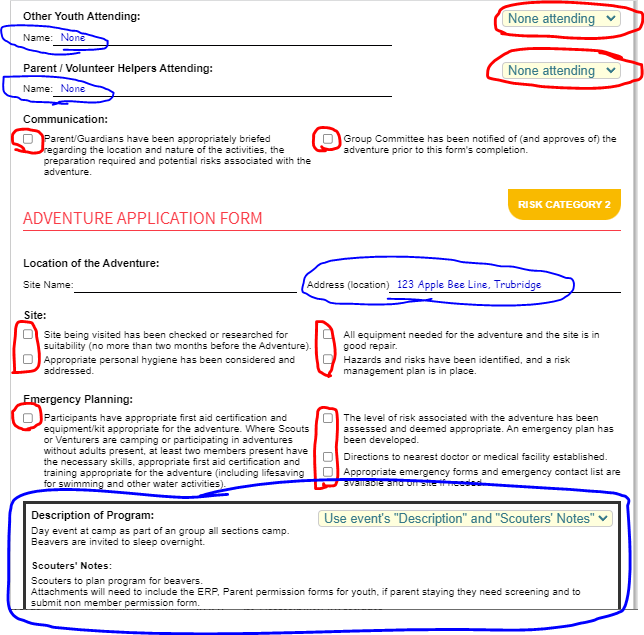 Other Youth Attending:
None attending
Name: None
Parent / Volunteer Helpers Attending:
None attending
Name: None
Communication:
Parent/Guardians have been appropriately briefed
regarding the location and nature of the activities, the
preparation required and potential risks associated with the
adventure.
Group Committee has been notified of (and approves of) the
adventure prior to this form's completion.
RISK CATEGORY 2
ADVENTURE APPLICATION FORM
Location of the Adventure:
Site Name:
Address (location) 123 Apple Bee Line, Trubridge
Site:
Site being visited has been checked or researched for
suitability (no more than two months before the Adventure).
Appropriate personal hygiene has been considered and
addressed.
All equipment needed for the adventure and the site is in
good repair.
Hazards and risks have been identified, and a risk
management plan is in place.
Emergency Planning:
Participants have appropriate first aid certification and
equipment/kit appropriate for the adventure. Where Scouts
or Venturers are camping or participating in adventures
without adults present, at least two members present have
the necessary skills, appropriate first aid certification and
training appropriate for the adventure (including lifesaving
for swimming and other water activities).
The level of risk associated with the adventure has been
assessed and deemed appropriate. An emergency plan has
been developed.
Directions to nearest doctor or medical facility established.
Appropriate emergency forms and emergency contact list are
available and on site if needed.
Description of Program:
Use event's "Description" and "Scouters' Notes"
Day event at camp as part of an group all sections camp.
Beavers are invited to sleep overnight.
Scouters' Notes:
Scouters to plan program for beavers.
Attachments will need to include the ERP, Parent permission forms for youth, if parent staying they need screening and to
submit non member permission form.